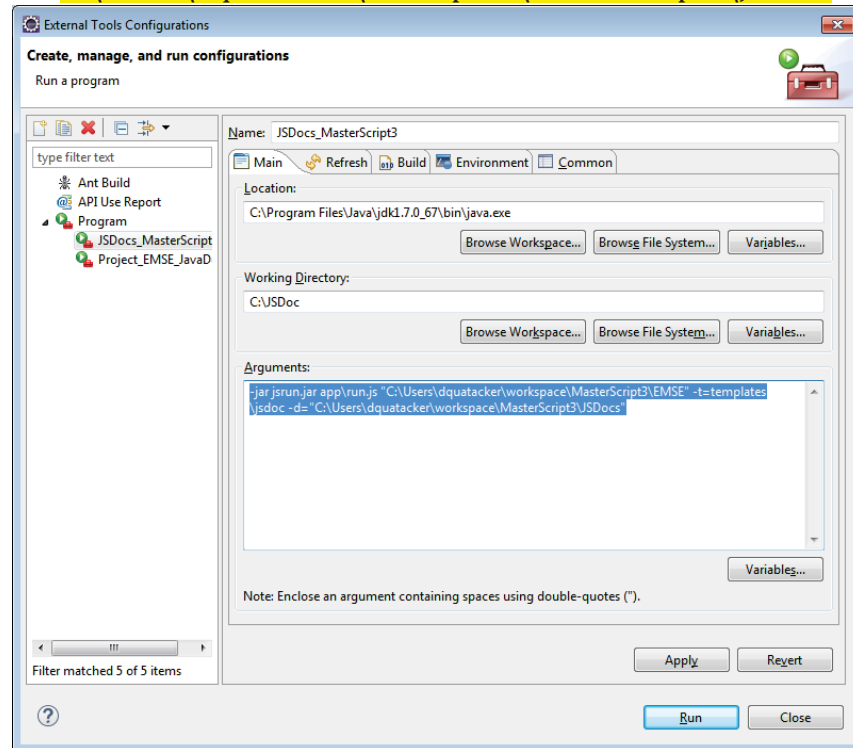 External Tools Configurations
Create, manage, and run configurations
Run a program
Name: JSDocs_MasterScript3
type filter text
Main Refresh Build Environment Common
Ant Build
API Use Report
Program
JSDocs_MasterScript
Project_EMSE_JavaD
Location:
C:\Program Files\Java\jdk1.7.0_67\bin\java.exe
Browse Workspace... Browse File System... Variables...
Working Directory:
C:\JSDoc
Browse Workspace... Browse File System... Variables...
Arguments:
-jar jsrun.jar app\run.js "C:\Users\dquatacker\workspace\MasterScript3\EMSE" -t=templates
\jsdoc -d="C:\Users\dquatacker\workspace\MasterScript3\JSDocs"
Variables...
Note: Enclose an argument containing spaces using double-quotes (").
Filter matched 5 of 5 items
Apply Revert
Run Close